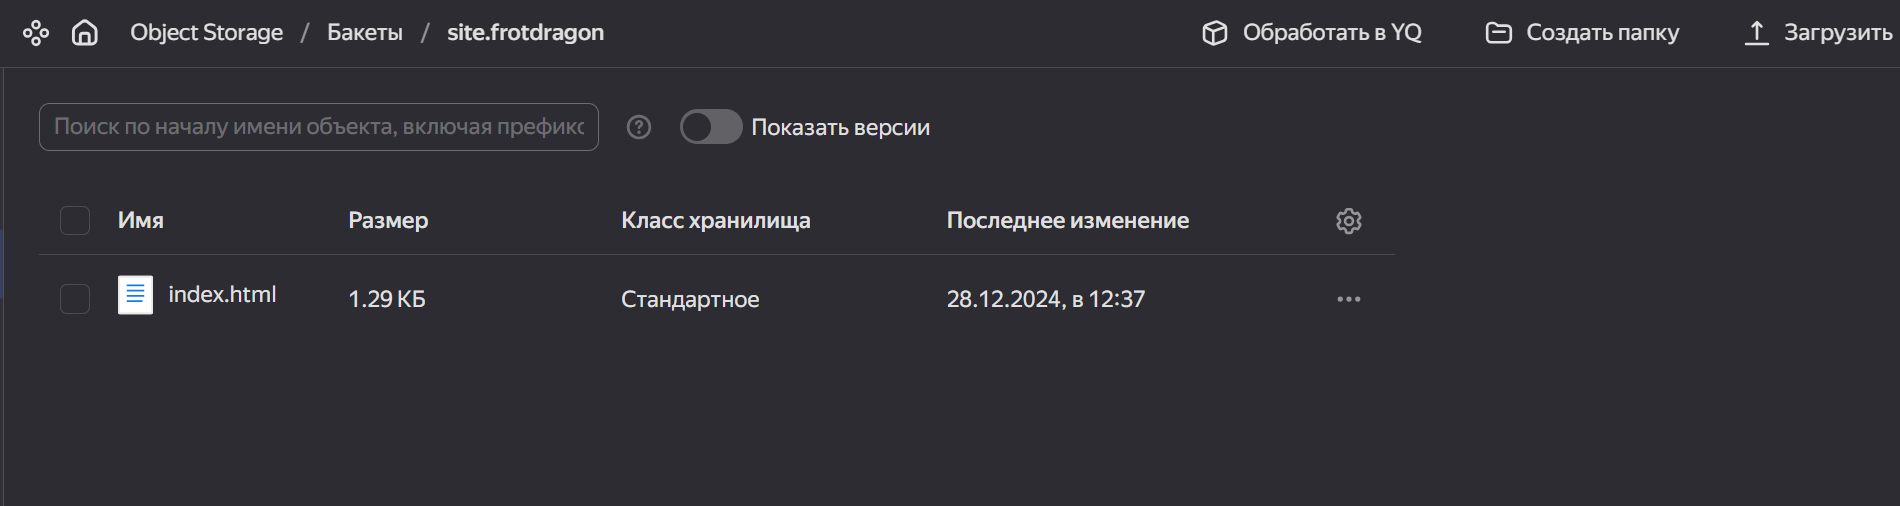 Object Storage / Бакеты / site.frotdragon Обработать в YQ Создать папку Загрузить
Поиск по началу имени объекта, включая префикс Показать версии
Имя Размер Класс хранилища Последнее изменение
index.html 1.29 КБ Стандартное 28.12.2024, в 12:37